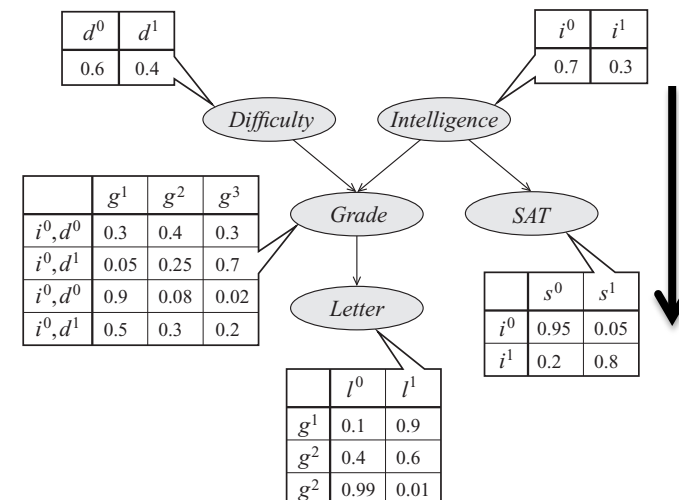 d⁰ d¹
0.6 0.4
i⁰ i¹
0.7 0.3
Difficulty
Intelligence
g¹ g² g³
i⁰,d⁰ 0.3 0.4 0.3
i⁰,d¹ 0.05 0.25 0.7
i⁰,d⁰ 0.9 0.08 0.02
i⁰,d¹ 0.5 0.3 0.2
Grade
SAT
s⁰ s¹
i⁰ 0.95 0.05
i¹ 0.2 0.8
Letter
l⁰ l¹
g¹ 0.1 0.9
g² 0.4 0.6
g² 0.99 0.01